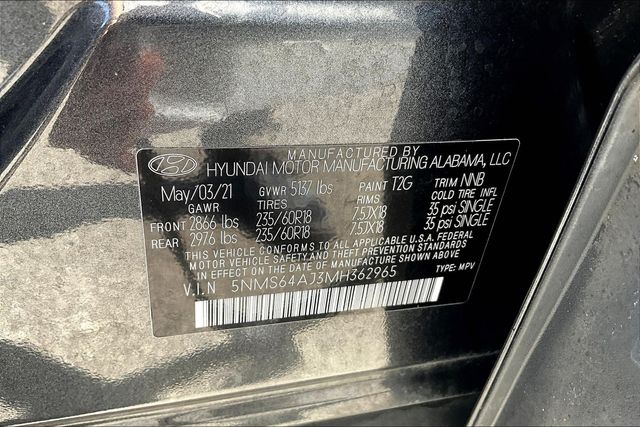 MANUFACTURED BY
HYUNDAI MOTOR MANUFACTURING ALABAMA, LLC
May/03/21 GVWR 5137 lbs PAINT T2G TRIM NNB
GAWR TIRES RIMS COLD TIRE INFL
FRONT 2866 lbs 235/60R18 7.5JX18 35 psi SINGLE
REAR 2976 lbs 235/60R18 7.5JX18 35 psi SINGLE
THIS VEHICLE CONFORMS TO ALL APPLICABLE U.S.A. FEDERAL
MOTOR VEHICLE SAFETY AND THEFT PREVENTION STANDARDS
IN EFFECT ON THE DATE OF MANUFACTURE SHOWN ABOVE.
V.I.N 5NMS64AJ3MH362965 TYPE: MPV